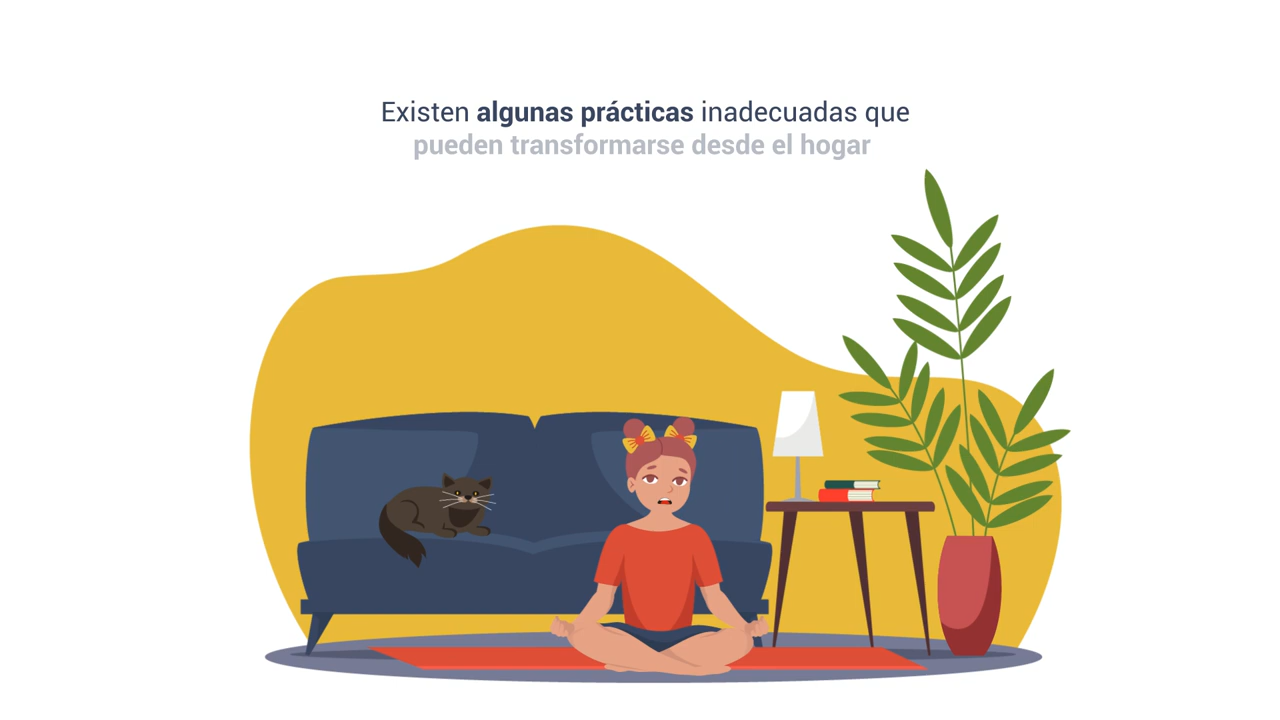 Existen algunas prácticas inadecuadas que
pueden transformarse desde el hogar